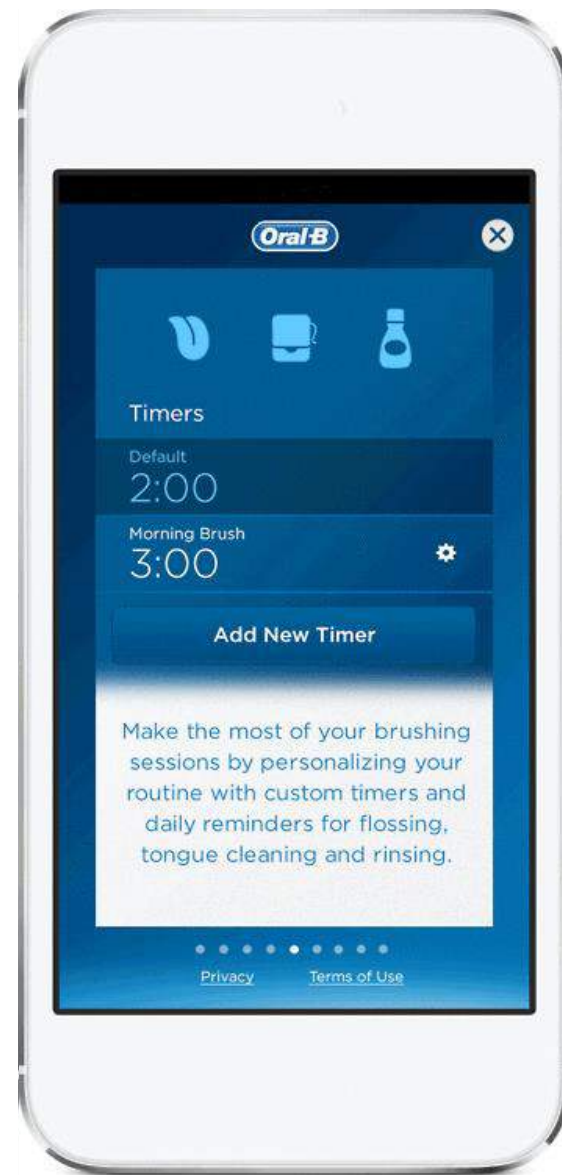 Oral-B
Timers
Default
2:00
Morning Brush
3:00
Add New Timer
Make the most of your brushing
sessions by personalizing your
routine with custom timers and
daily reminders for flossing,
tongue cleaning and rinsing.
Privacy Terms of Use